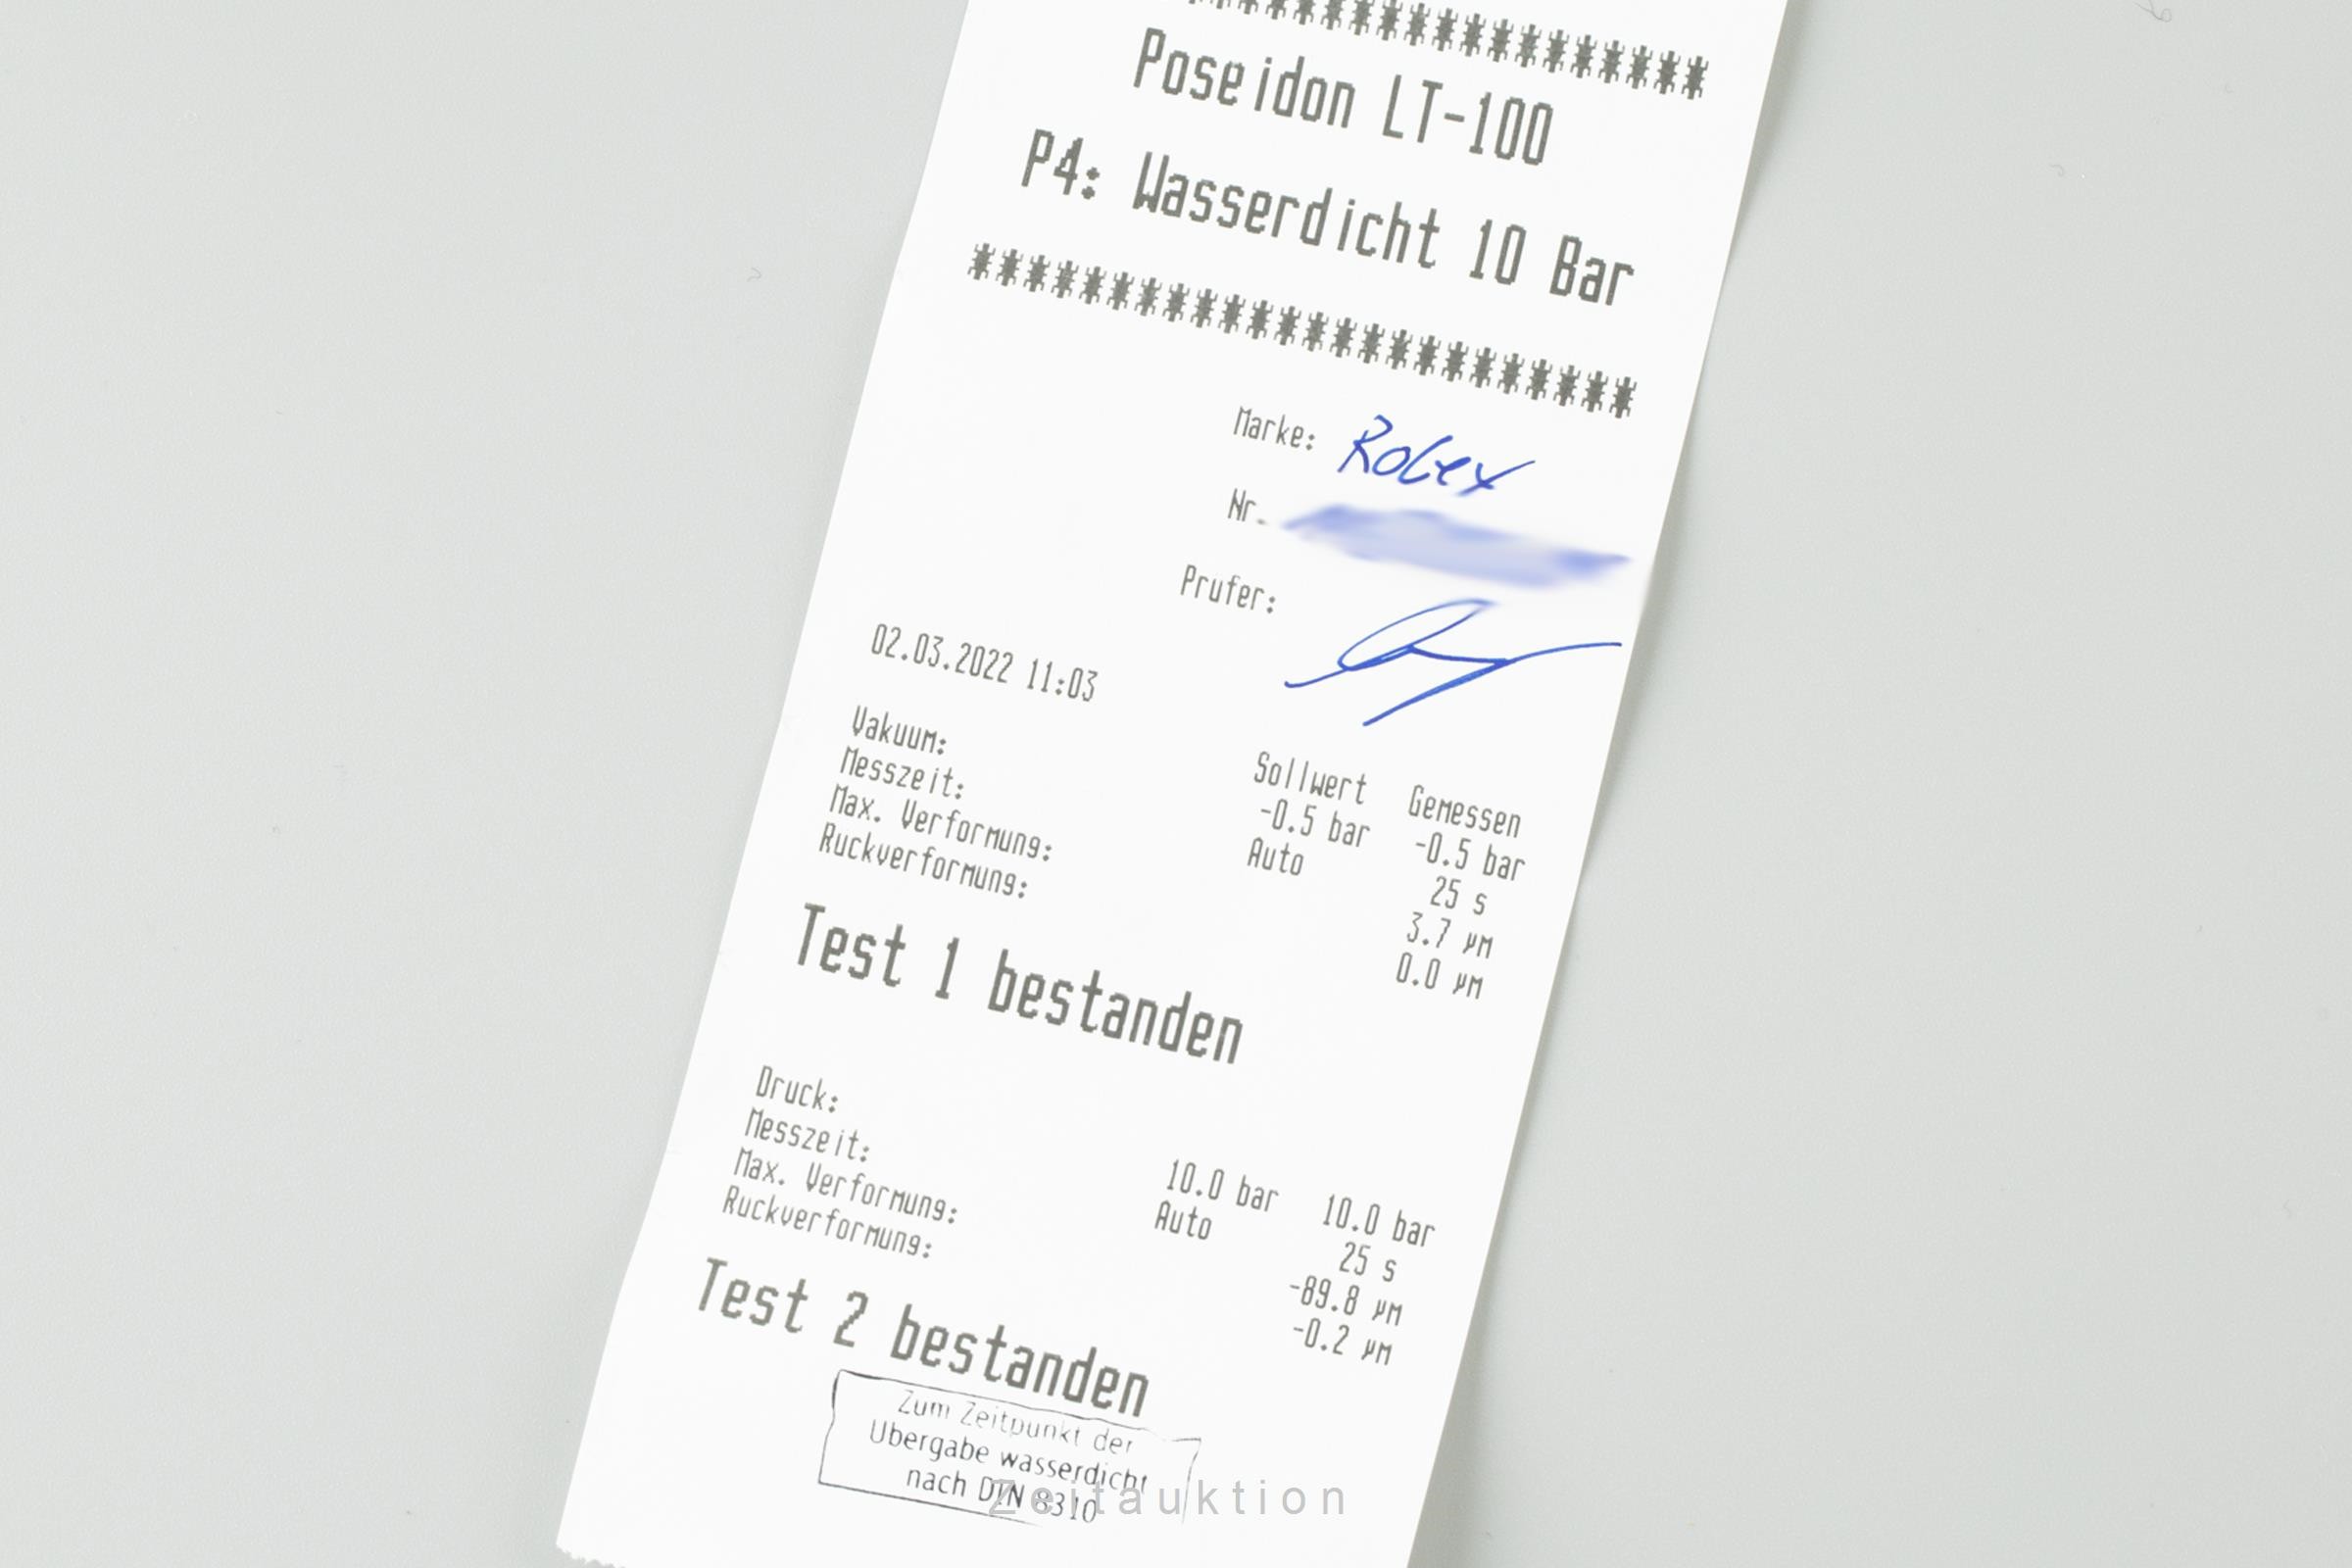 ************************
Poseidon LT-100
P4: Wasserdicht 10 Bar
************************
Marke: Rolex
Nr.
Prufer:
02.03.2022 11:03
Sollwert Gemessen
Vakuum: -0.5 bar -0.5 bar
Messzeit: Auto 25 s
Max. Verformung: 3.7 µm
Ruckverformung: 0.0 µm
Test 1 bestanden
Druck: 10.0 bar 10.0 bar
Messzeit: Auto 25 s
Max. Verformung: -89.8 µm
Ruckverformung: -0.2 µm
Test 2 bestanden
Zum Zeitpunkt der
Übergabe wasserdicht
nach DIN 8310
Zeitauktion